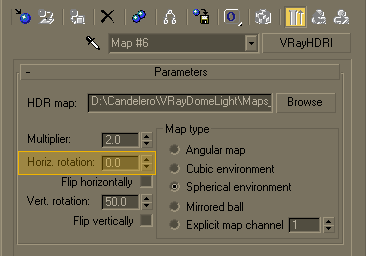 Map #6 VRayHDRI
- Parameters
HDR map: D:\Candelero\VRayDomeLight\Maps_ Browse
Multiplier: 2.0
Horiz. rotation: 0.0
Flip horizontally
Vert. rotation: 50.0
Flip vertically
Map type
Angular map
Cubic environment
Spherical environment
Mirrored ball
Explicit map channel 1